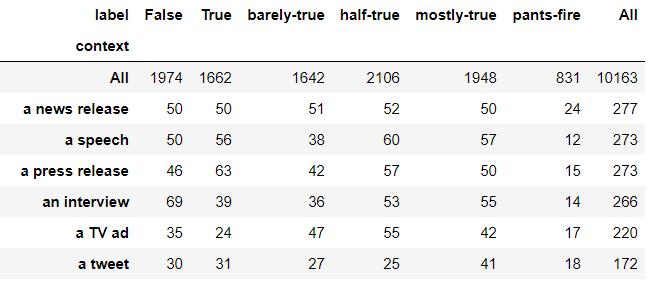 label False True barely-true half-true mostly-true pants-fire All
context
All 1974 1662 1642 2106 1948 831 10163
a news release 50 50 51 52 50 24 277
a speech 50 56 38 60 57 12 273
a press release 46 63 42 57 50 15 273
an interview 69 39 36 53 55 14 266
a TV ad 35 24 47 55 42 17 220
a tweet 30 31 27 25 41 18 172